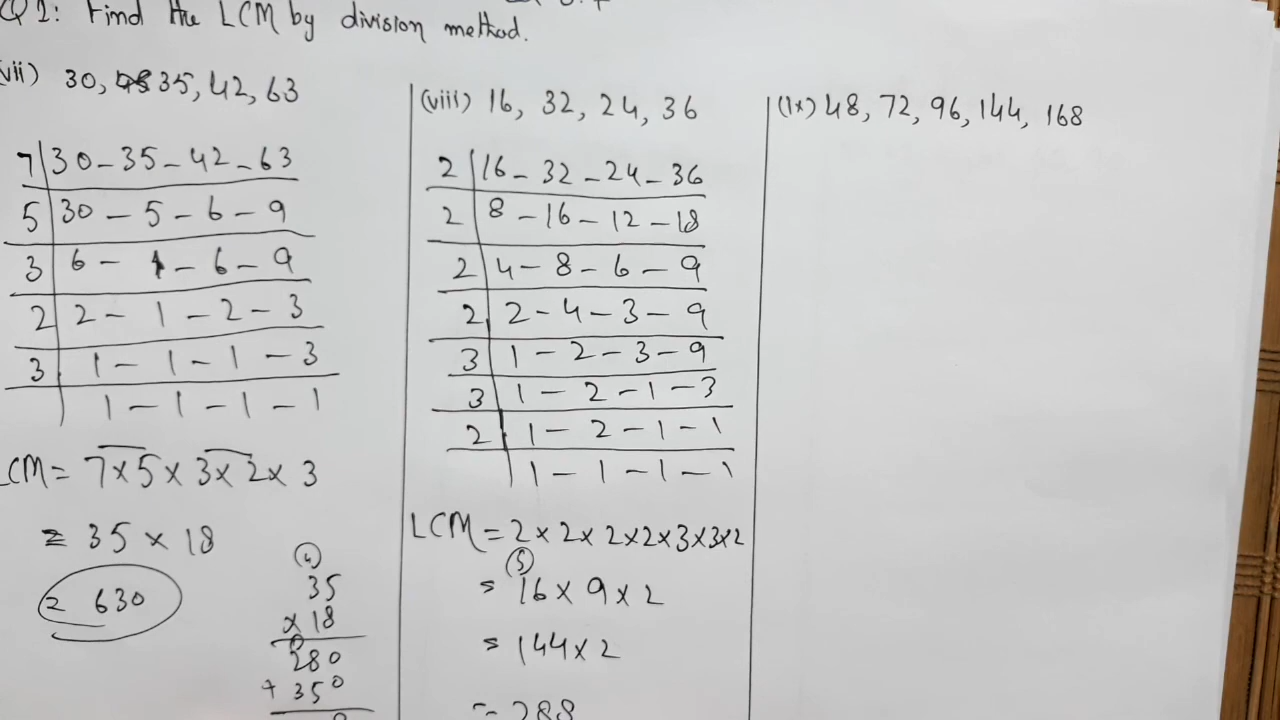 Q 2: Find the LCM by division method.
(vii) 30, 35, 42, 63
7 30 - 35 - 42 - 63
5 30 - 5 - 6 - 9
3 6 - 1 - 6 - 9
2 2 - 1 - 2 - 3
3 1 - 1 - 1 - 3
1 - 1 - 1 - 1
LCM = 7 x 5 x 3 x 2 x 3
= 35 x 18
= 630
4
35
x 18
280
+ 350
(viii) 16, 32, 24, 36
2 16 - 32 - 24 - 36
2 8 - 16 - 12 - 18
2 4 - 8 - 6 - 9
2 2 - 4 - 3 - 9
3 1 - 2 - 3 - 9
3 1 - 2 - 1 - 3
2 1 - 2 - 1 - 1
1 - 1 - 1 - 1
LCM = 2 x 2 x 2 x 2 x 3 x 3 x 2
5
= 16 x 9 x 2
= 144 x 2
= 288
(ix) 48, 72, 96, 144, 168